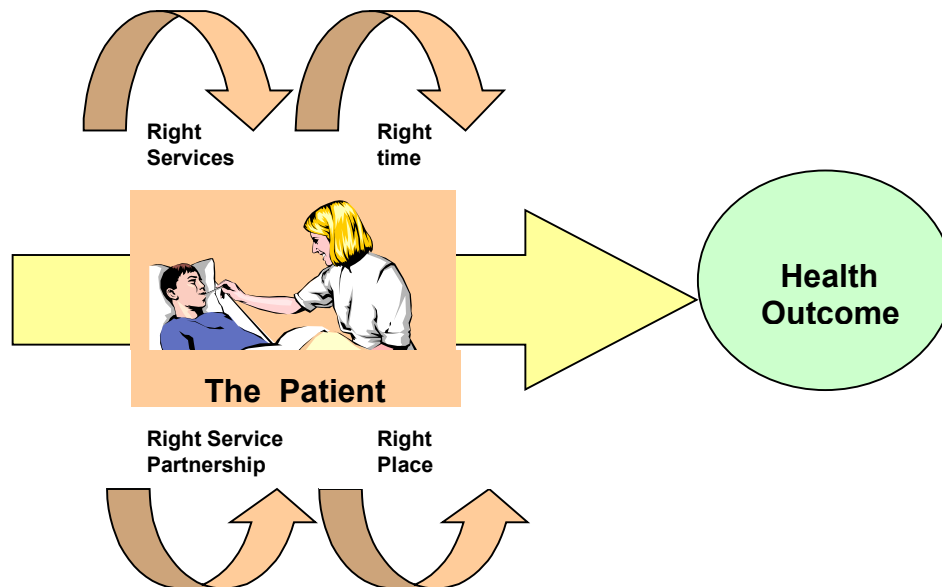 Right
Services
Right
time
The Patient
Right Service
Partnership
Right
Place
Health
Outcome